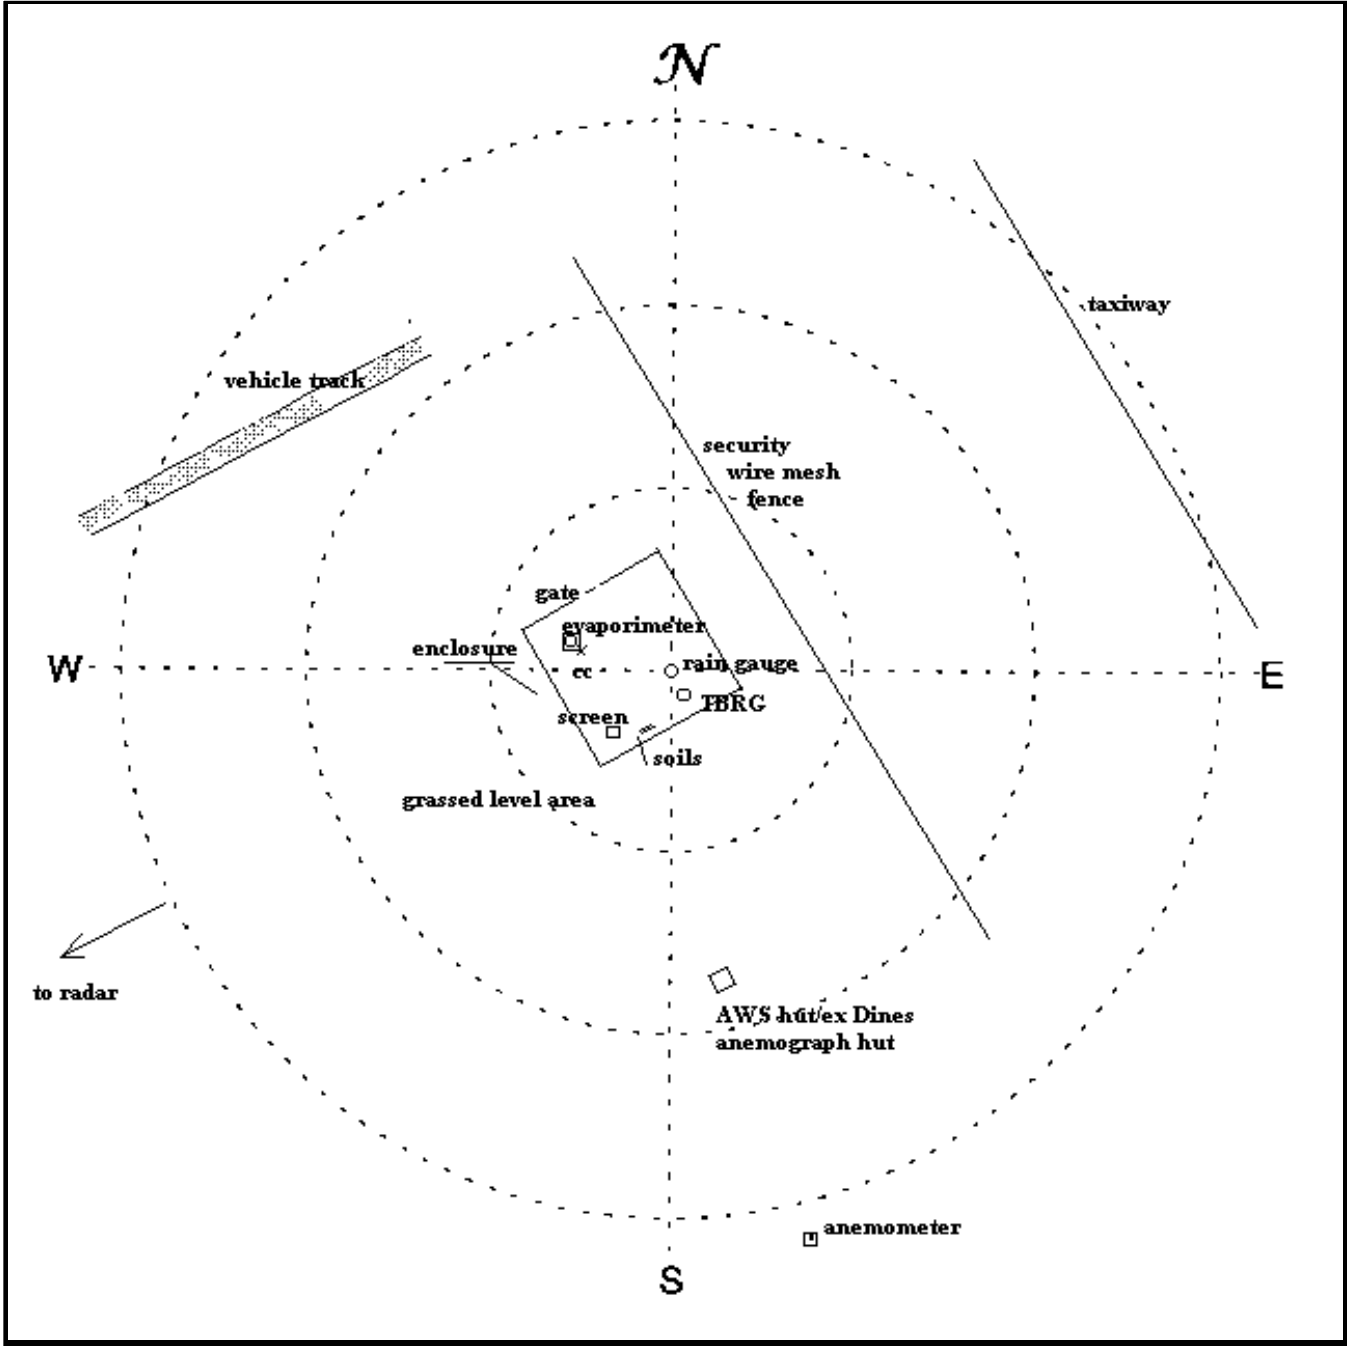 N
taxiway
vehicle track
security
wire mesh
fence
gate
evaporimeter
enclosure
W
cc
rain gauge
E
TBRG
screen
soils
grassed level area
to radar
AWS hut/ex Dines
anemograph hut
anemometer
S